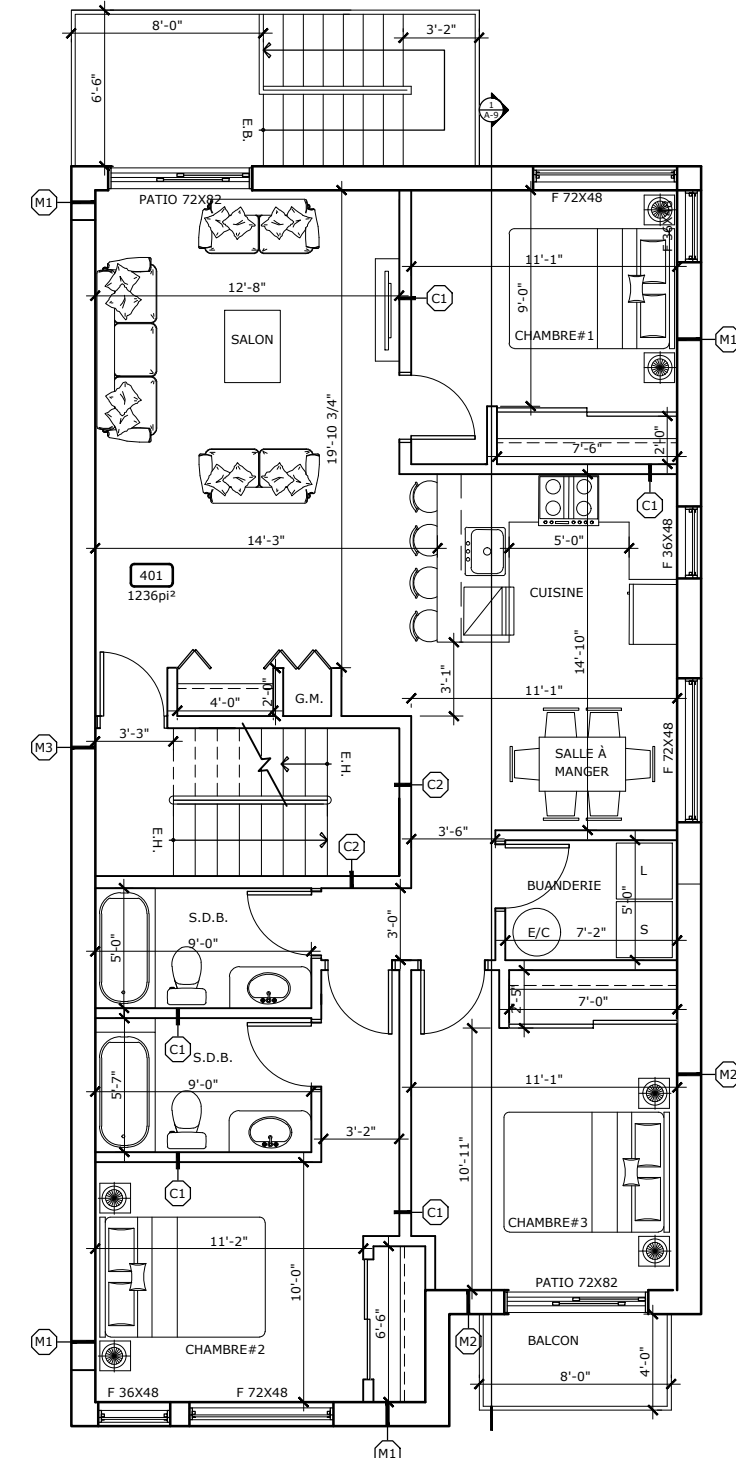 8'-0"
3'-2"
6'-6"
E.B.
1
A-9
PATIO 72X82
F 72X48
M1
12'-8"
C1
11'-1"
9'-0"
SALON
CHAMBRE#1
M1
19'-10 3/4"
7'-6"
2'-0"
C1
14'-3"
5'-0"
F 36X48
401
1236pi²
CUISINE
14'-10"
4'-0"
2'-0"
G.M.
3'-1"
11'-1"
M3
3'-3"
E.H.
SALLE À
MANGER
F 72X48
C2
E.H.
C2
3'-6"
BUANDERIE
L
5'-0"
S.D.B.
5'-0"
9'-0"
3'-0"
E/C
7'-2"
S
2'-5"
7'-0"
C1
S.D.B.
5'-7"
9'-0"
11'-1"
M2
3'-2"
10'-11"
C1
C1
CHAMBRE#3
11'-2"
10'-0"
6'-6"
PATIO 72X82
M1
CHAMBRE#2
M2
BALCON
8'-0"
4'-0"
F 36X48
F 72X48
M1